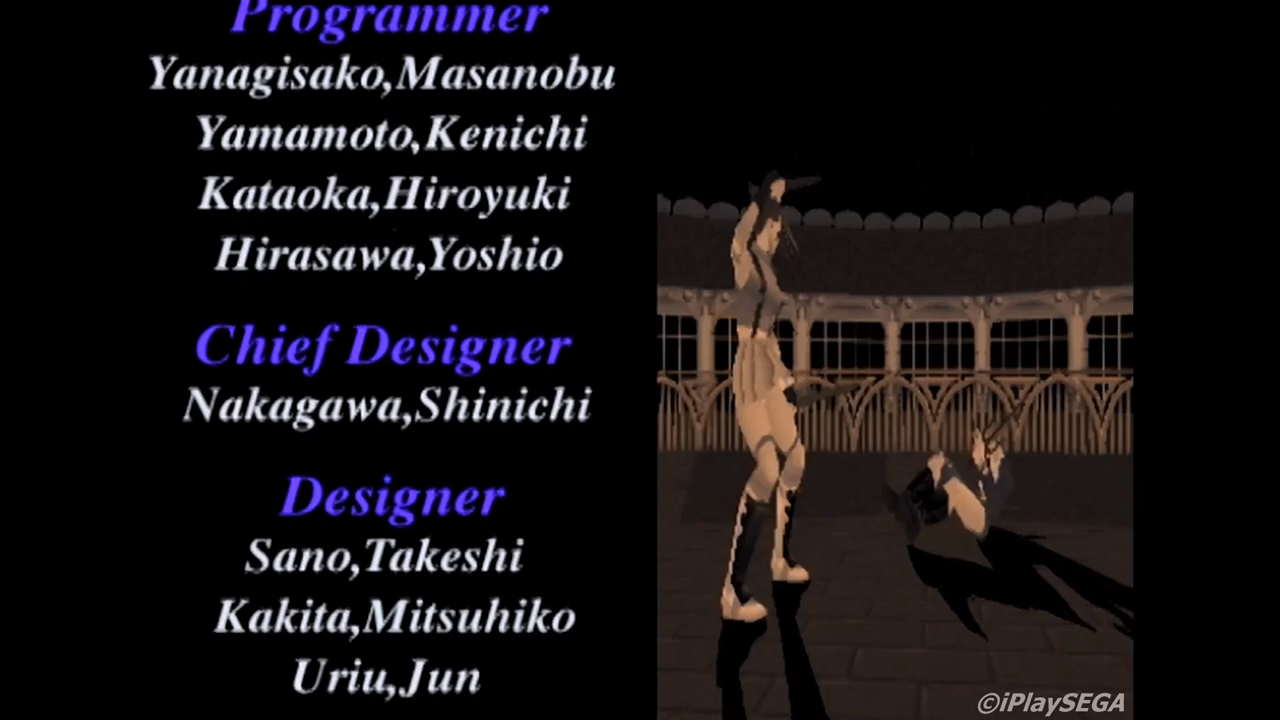 Programmer
Yanagisako,Masanobu
Yamamoto,Kenichi
Kataoka,Hiroyuki
Hirasawa,Yoshio
Chief Designer
Nakagawa,Shinichi
Designer
Sano,Takeshi
Kakita,Mitsuhiko
Uriu,Jun
©iPlaySEGA